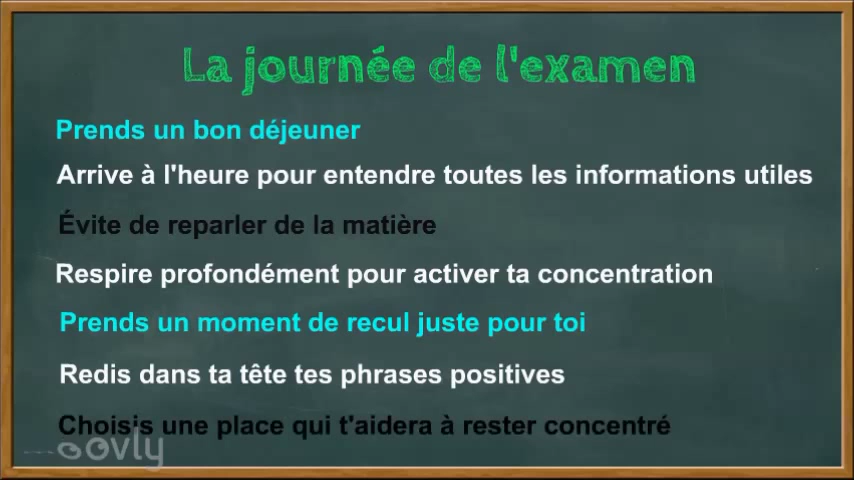 La journée de l'examen
Prends un bon déjeuner
Arrive à l'heure pour entendre toutes les informations utiles
Évite de reparler de la matière
Respire profondément pour activer ta concentration
Prends un moment de recul juste pour toi
Redis dans ta tête tes phrases positives
Choisis une place qui t'aidera à rester concentré